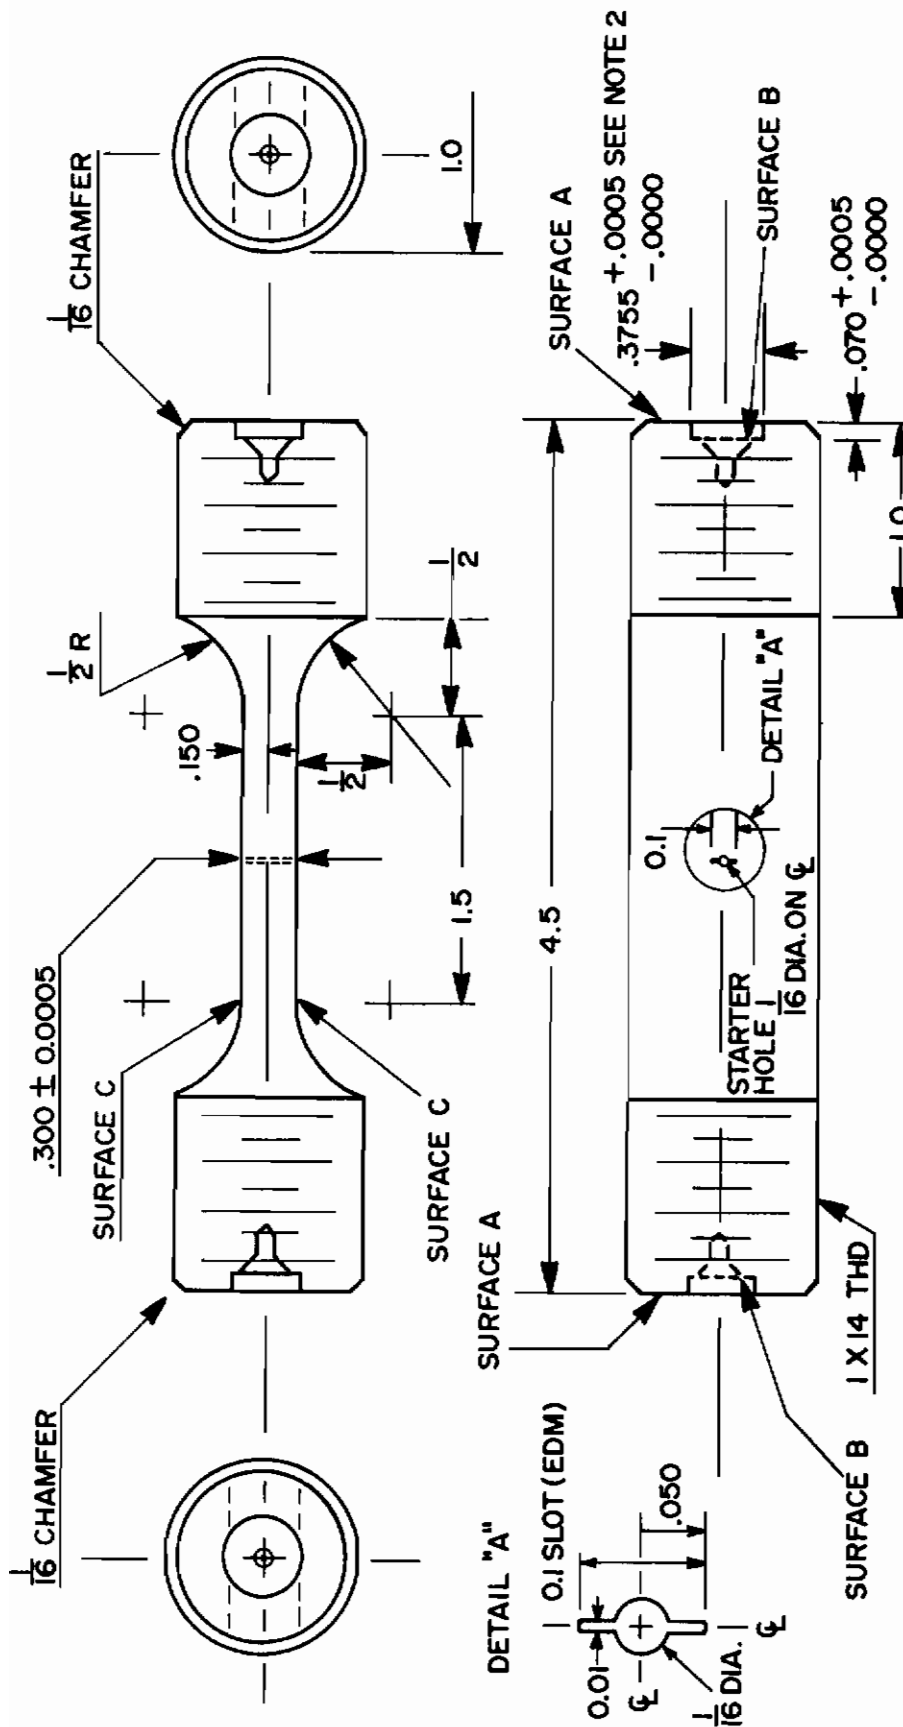 1/16 CHAMFER
.300 ± 0.0005
SURFACE C
SURFACE C
.150
1/2
1/2 R
1/2
1.5
1/16 CHAMFER
1.0
DETAIL "A"
0.1 SLOT (EDM)
0.01
.050
℄
℄
1/16 DIA.
SURFACE A
SURFACE B
1 X 14 THD
4.5
STARTER
HOLE 1/16 DIA. ON ℄
0.1
DETAIL "A"
SURFACE A
.3755 +.0005 SEE NOTE 2
-.0000
SURFACE B
.070 +.0005
-.0000
1.0